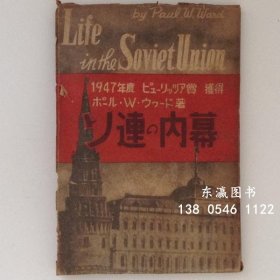 by Paul W. Ward
Life
in the Soviet Union
1947年度 ピューリッツア賞 獲得
ポール・W・ウァード著
ソ連の内幕
东瀛图书
138 0546 1122